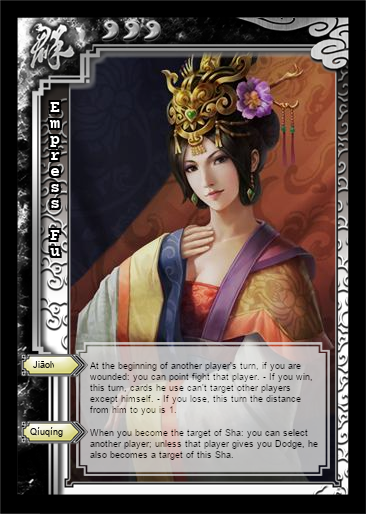 群
Empress Fu
Jiāoh
At the beginning of another player's turn, if you are
wounded: you can point fight that player. - If you win,
this turn, cards he use can't target other players
except himself. - If you lose, this turn the distance
from him to you is 1.
Qiuqing
When you become the target of Sha: you can select
another player; unless that player gives you Dodge, he
also becomes a target of this Sha.